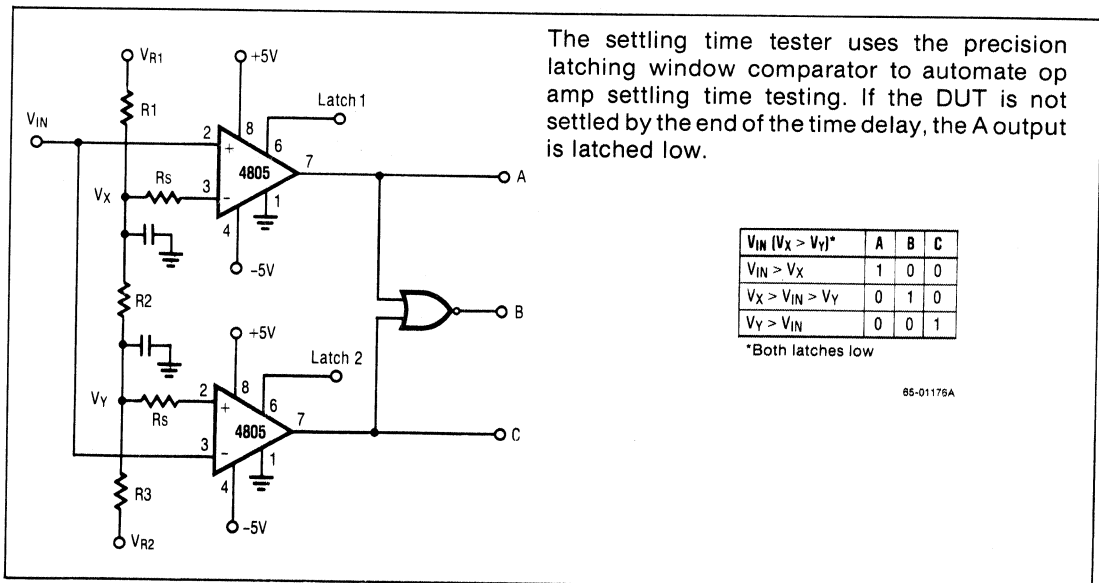 The settling time tester uses the precision
latching window comparator to automate op
amp settling time testing. If the DUT is not
settled by the end of the time delay, the A output
is latched low.
VR1
+5V
Latch 1
R1
VIN
2
8
6
+
4805
7
A
VX
Rs
3
−
1
4
−5V
R2
B
+5V
Latch 2
VY
Rs
2
8
6
+
4805
7
C
3
−
1
4
R3
−5V
VR2
VIN (VX > VY)* A B C
VIN > VX 1 0 0
VX > VIN > VY 0 1 0
VY > VIN 0 0 1
*Both latches low
65-01176A